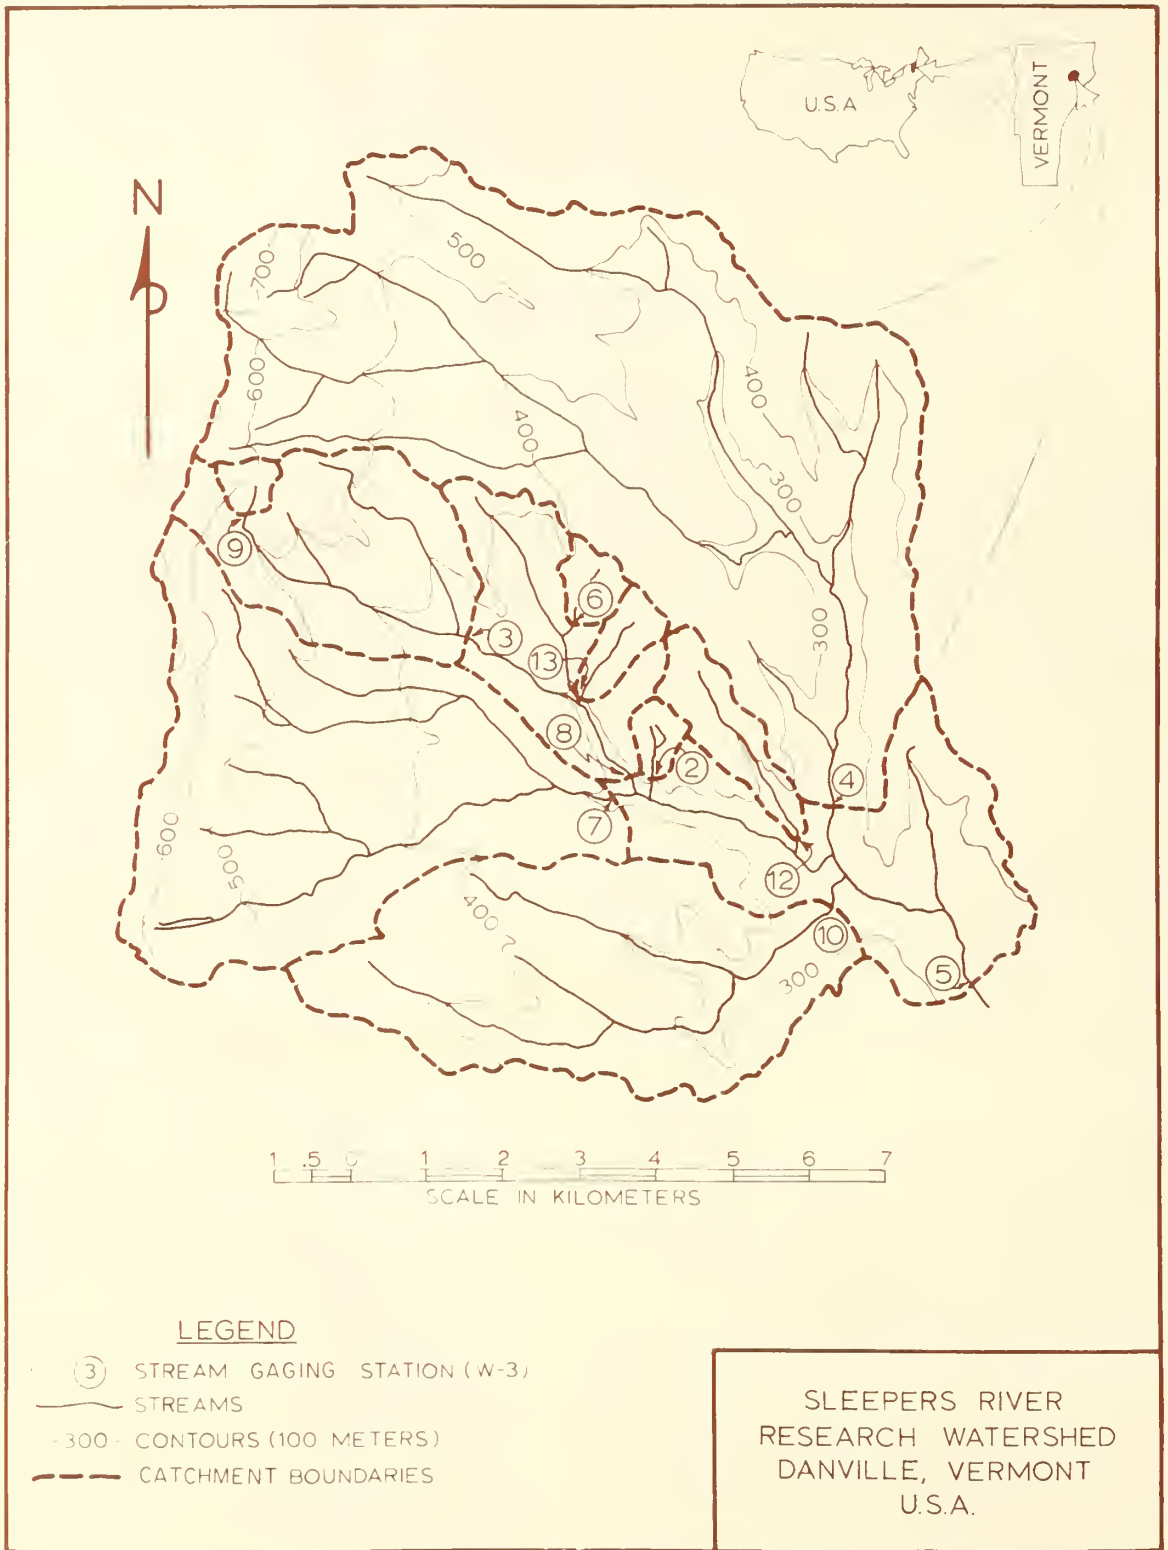 U.S.A
VERMONT
N
700
500
600
400
400
300
9
6
3
13
300
8
2
4
7
600
500
12
400
10
300
5
1 .5 0 1 2 3 4 5 6 7
SCALE IN KILOMETERS
LEGEND
3 STREAM GAGING STATION (W-3)
STREAMS
-300- CONTOURS (100 METERS)
CATCHMENT BOUNDARIES
SLEEPERS RIVER
RESEARCH WATERSHED
DANVILLE, VERMONT
U.S.A.